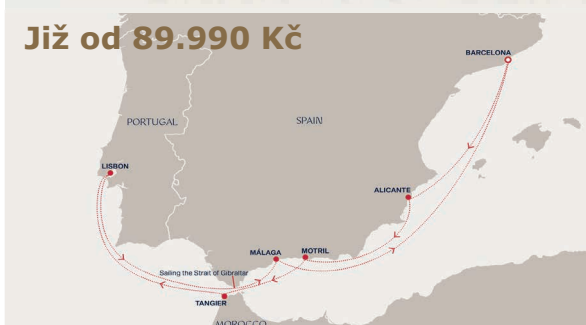 Již od 89.990 Kč
BARCELONA
PORTUGAL
SPAIN
LISBON
ALICANTE
MÁLAGA
MOTRIL
Sailing the Strait of Gibraltar
TANGIER
MOROCCO